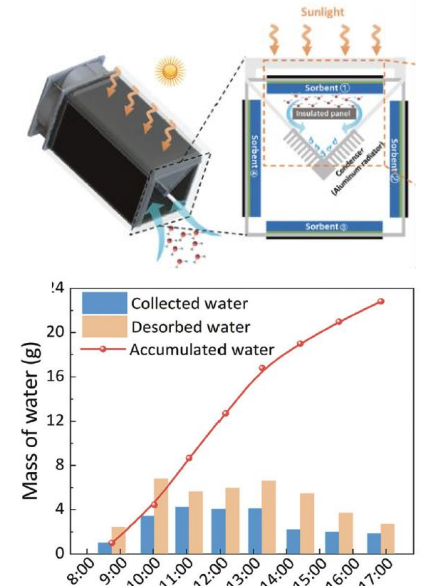 Sunlight
Sorbent ①
Insulated panel
Sorbent ④
Condenser
(Aluminum radiator)
Sorbent ②
Sorbent ③
24
20
16
12
8
4
0
Mass of water (g)
Collected water
Desorbed water
Accumulated water
8:00
9:00
10:00
11:00
12:00
13:00
14:00
15:00
16:00
17:00